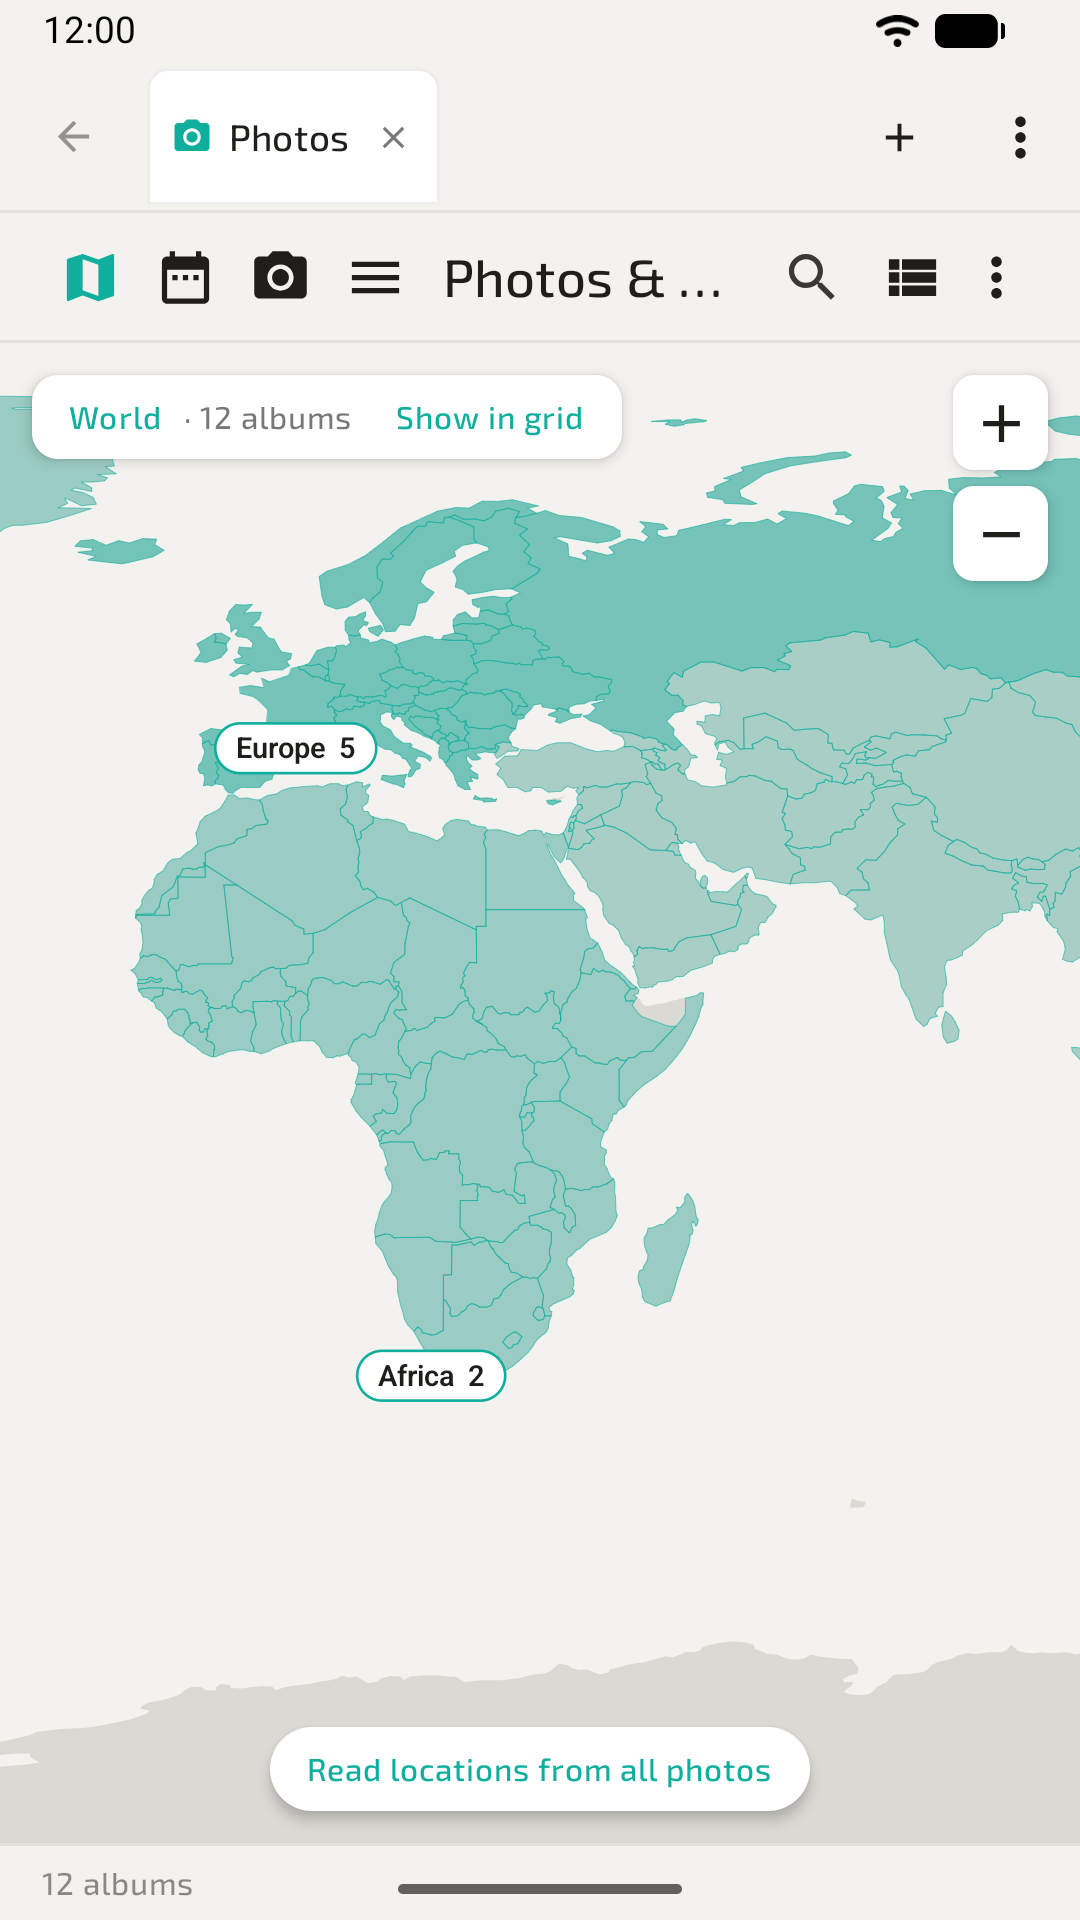 12:00
Photos
Photos & ...
World · 12 albums Show in grid
Europe 5
Africa 2
Read locations from all photos
12 albums